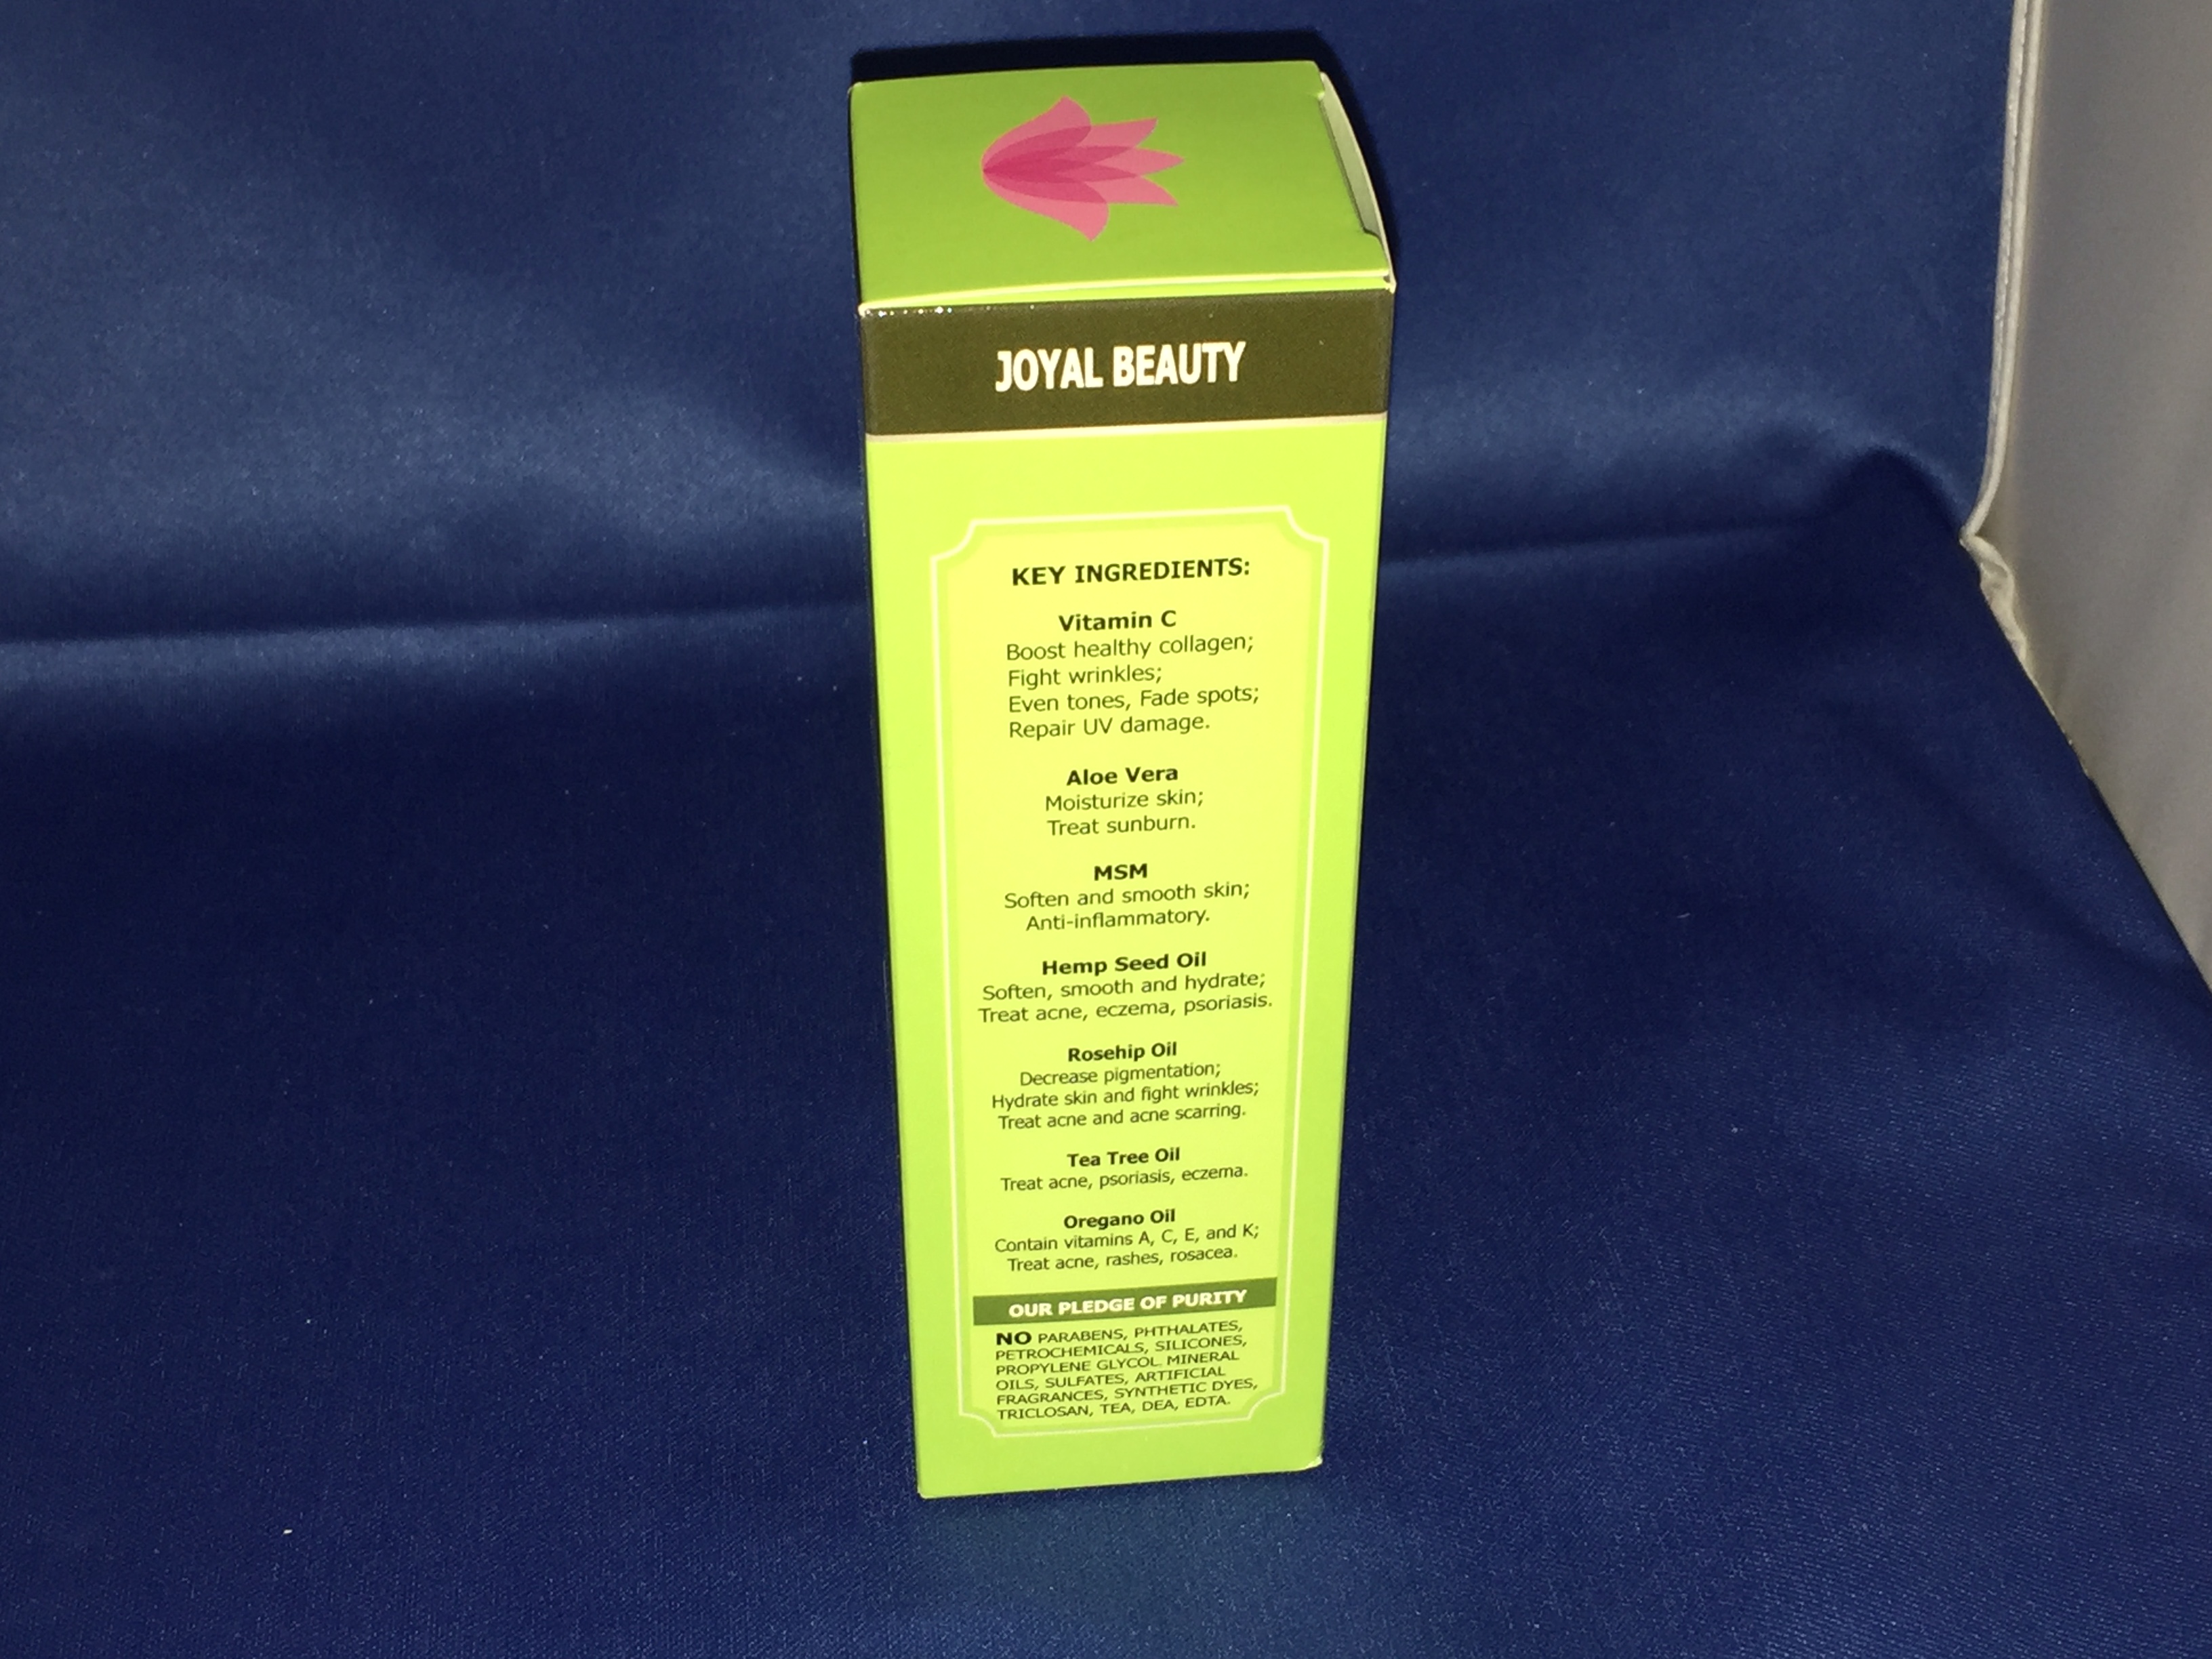 JOYAL BEAUTY
KEY INGREDIENTS:
Vitamin C
Boost healthy collagen;
Fight wrinkles;
Even tones, Fade spots;
Repair UV damage.
Aloe Vera
Moisturize skin;
Treat sunburn.
MSM
Soften and smooth skin;
Anti-inflammatory.
Hemp Seed Oil
Soften, smooth and hydrate;
Treat acne, eczema, psoriasis.
Rosehip Oil
Decrease pigmentation;
Hydrate skin and fight wrinkles;
Treat acne and acne scarring.
Tea Tree Oil
Treat acne, psoriasis, eczema.
Oregano Oil
Contain vitamins A, C, E, and K;
Treat acne, rashes, rosacea.
OUR PLEDGE OF PURITY
NO PARABENS, PHTHALATES,
PETROCHEMICALS, SILICONES,
PROPYLENE GLYCOL, MINERAL
OILS, SULFATES, ARTIFICIAL
FRAGRANCES, SYNTHETIC DYES,
TRICLOSAN, TEA, DEA, EDTA.